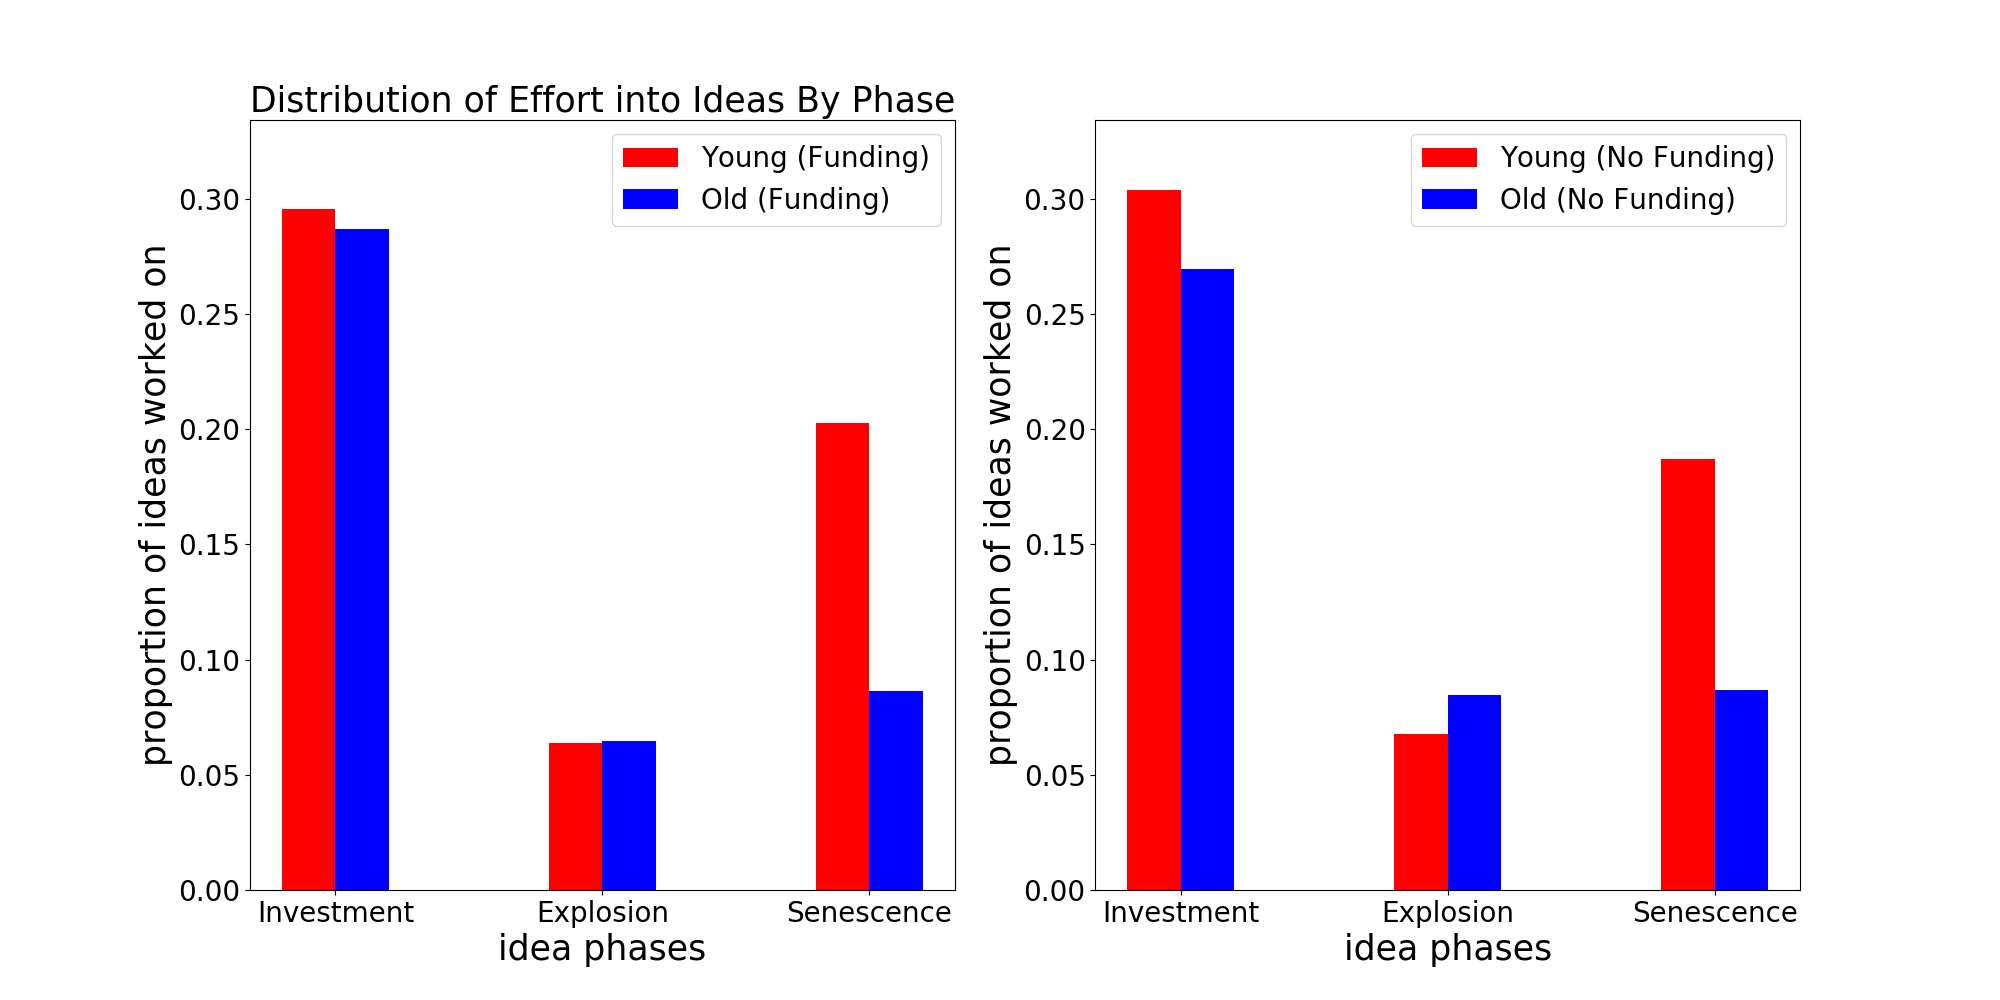 Distribution of Effort into Ideas By Phase
Young (Funding)
Old (Funding)
proportion of ideas worked on
0.30
0.25
0.20
0.15
0.10
0.05
0.00
Investment
Explosion
Senescence
idea phases
Young (No Funding)
Old (No Funding)
proportion of ideas worked on
0.30
0.25
0.20
0.15
0.10
0.05
0.00
Investment
Explosion
Senescence
idea phases